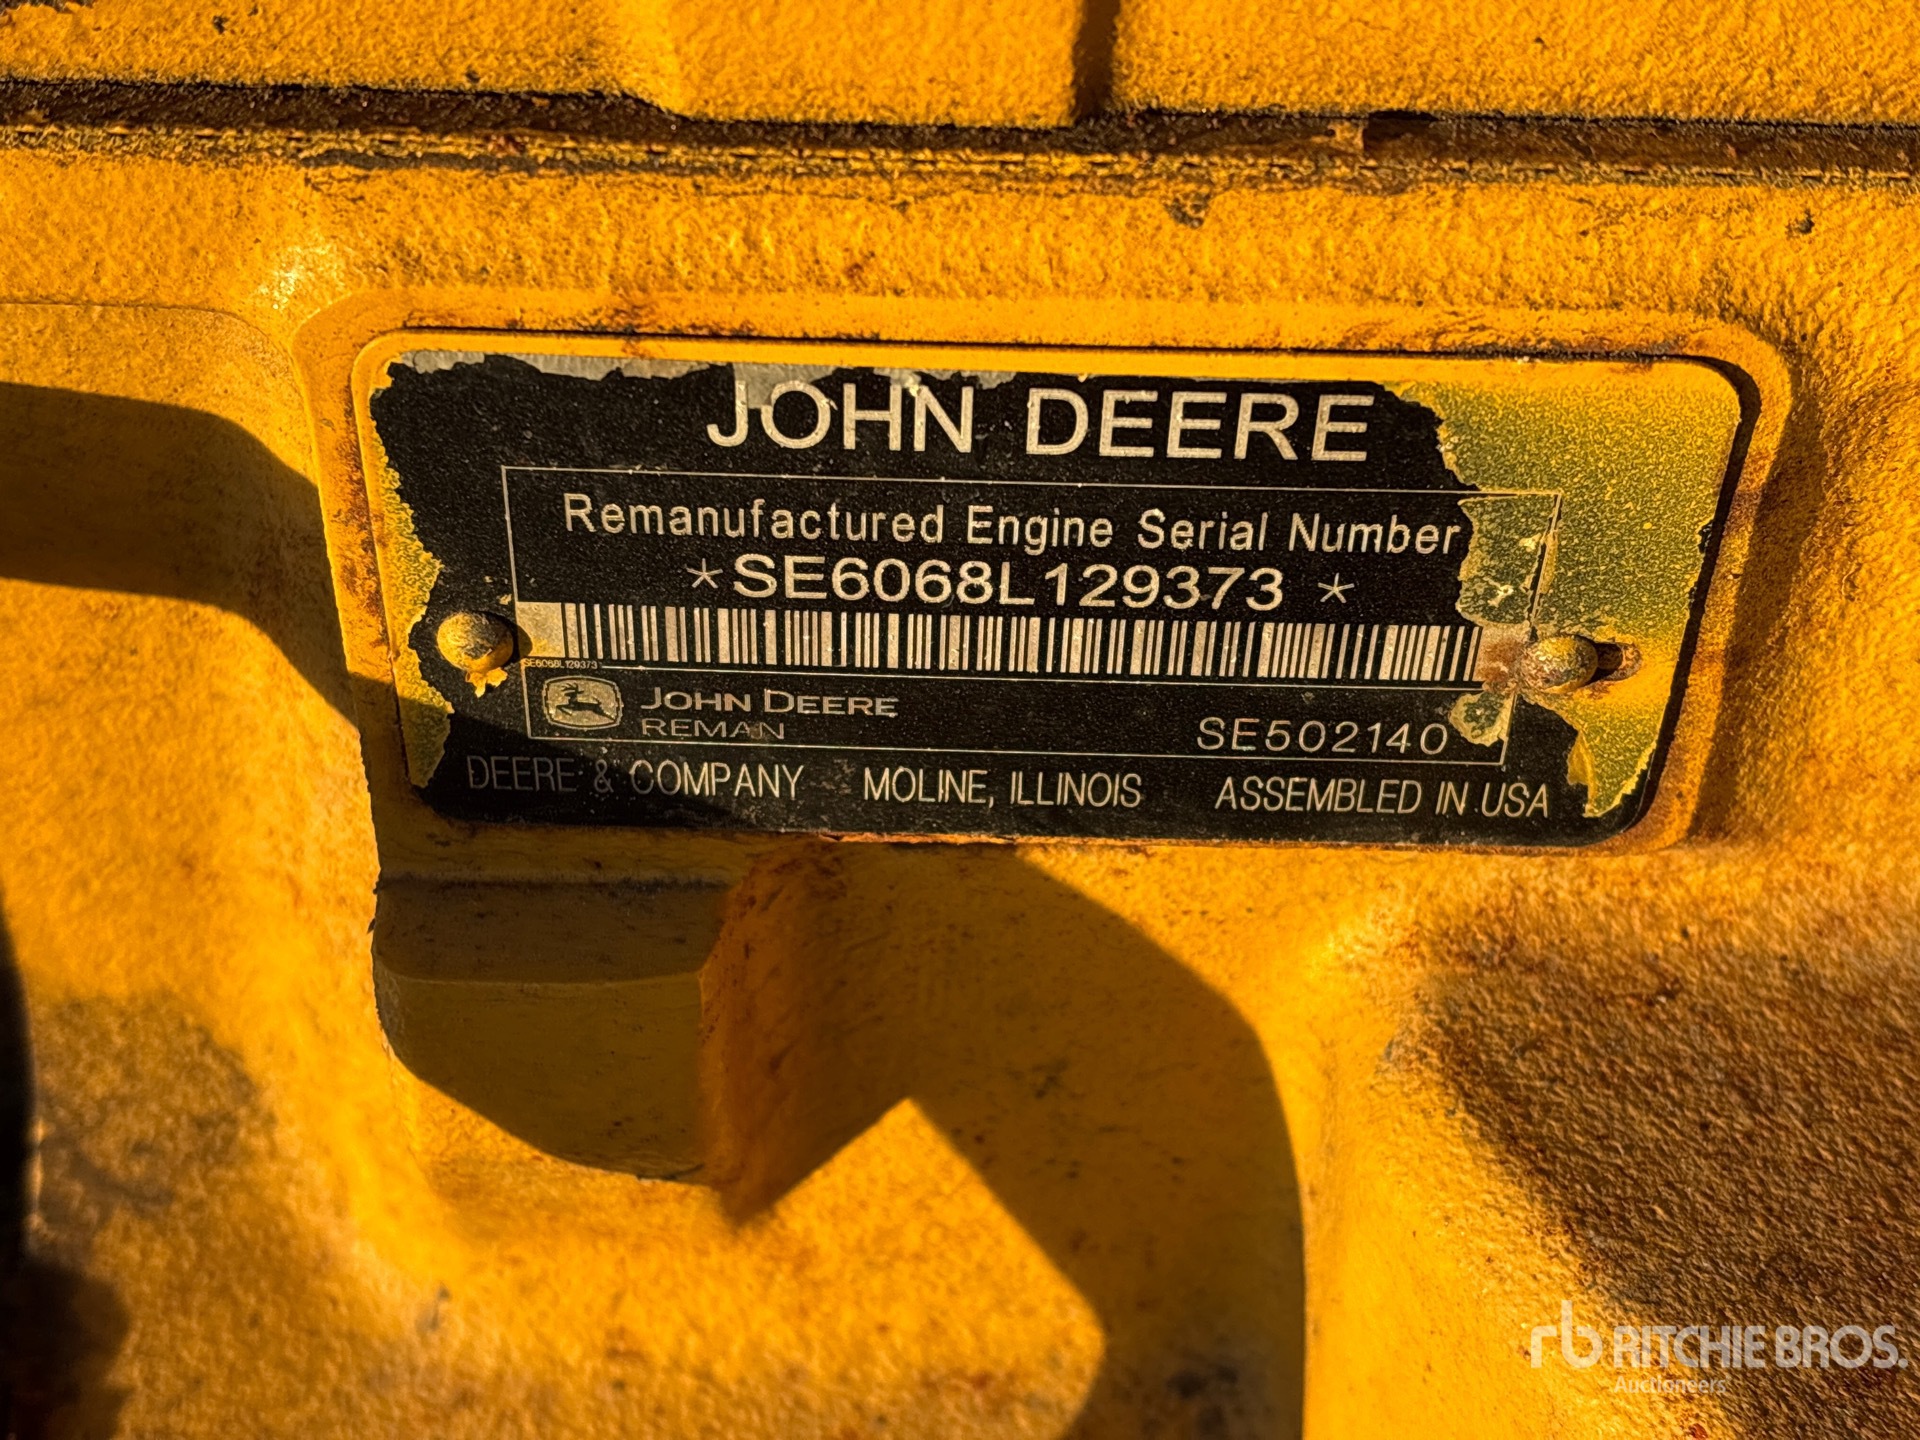 JOHN DEERE
Remanufactured Engine Serial Number
*SE6068L129373*
SE6068L129373
JOHN DEERE
REMAN
SE502140
DEERE & COMPANY MOLINE, ILLINOIS ASSEMBLED IN USA
rb RITCHIE BROS.
Auctioneers